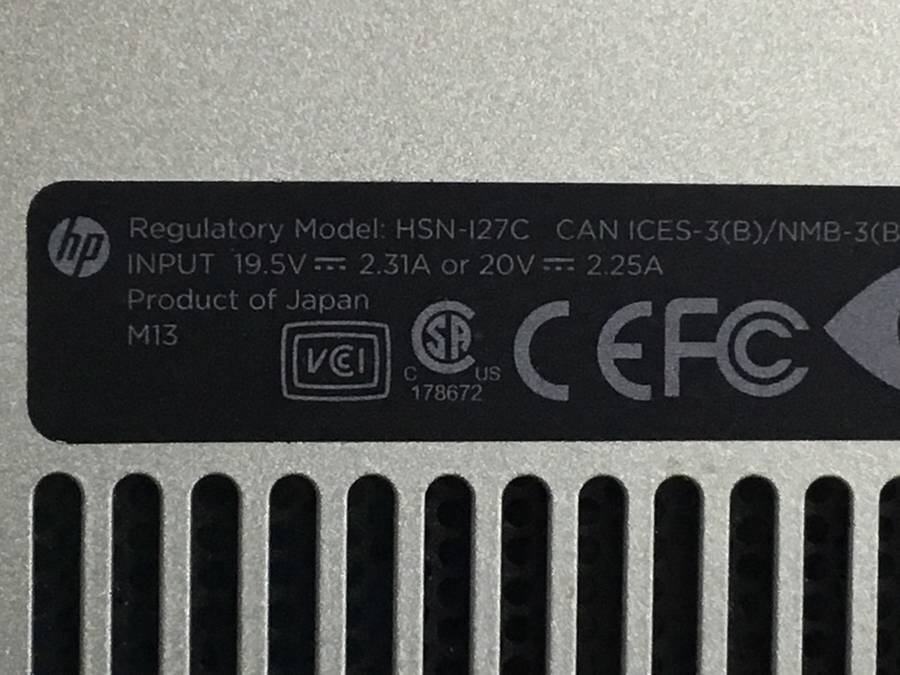 hp
Regulatory Model: HSN-I27C CAN ICES-3(B)/NMB-3(B
INPUT 19.5V⎓ 2.31A or 20V⎓ 2.25A
Product of Japan
M13
VCI
C SA US
178672
CE FC